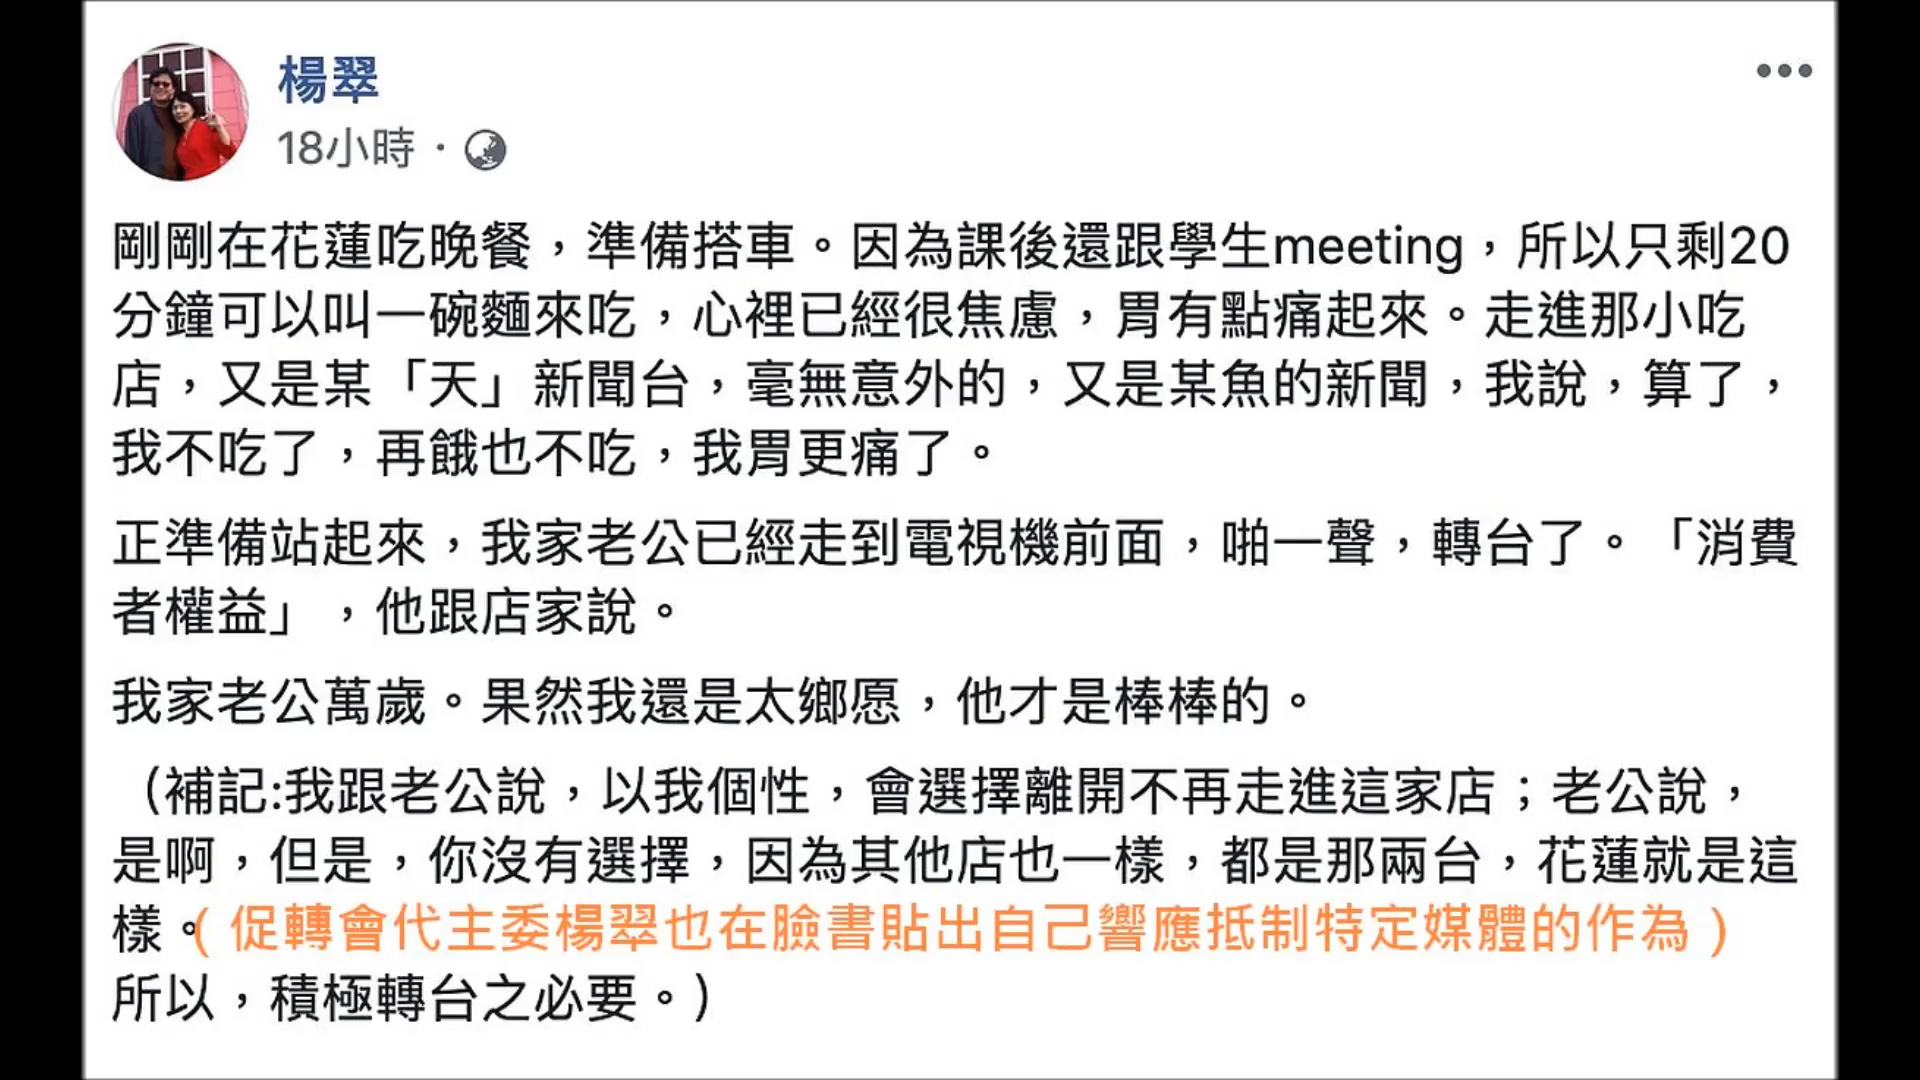 楊翠
18小時 ·
剛剛在花蓮吃晚餐，準備搭車。因為課後還跟學生meeting，所以只剩20
分鐘可以叫一碗麵來吃，心裡已經很焦慮，胃有點痛起來。走進那小吃
店，又是某「天」新聞台，毫無意外的，又是某魚的新聞，我說，算了，
我不吃了，再餓也不吃，我胃更痛了。
正準備站起來，我家老公已經走到電視機前面，啪一聲，轉台了。「消費
者權益」，他跟店家說。
我家老公萬歲。果然我還是太鄉愿，他才是棒棒的。
（補記:我跟老公說，以我個性，會選擇離開不再走進這家店；老公說，
是啊，但是，你沒有選擇，因為其他店也一樣，都是那兩台，花蓮就是這
樣。(促轉會代主委楊翠也在臉書貼出自己響應抵制特定媒體的作為)
所以，積極轉台之必要。）